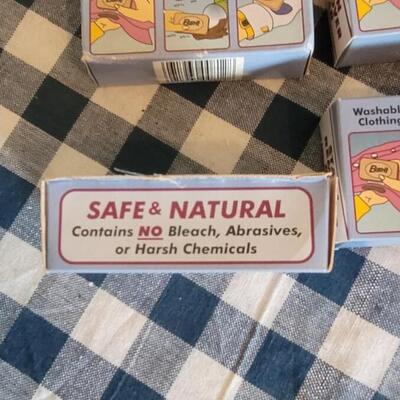 Washable
Clothing
SAFE & NATURAL
Contains NO Bleach, Abrasives,
or Harsh Chemicals